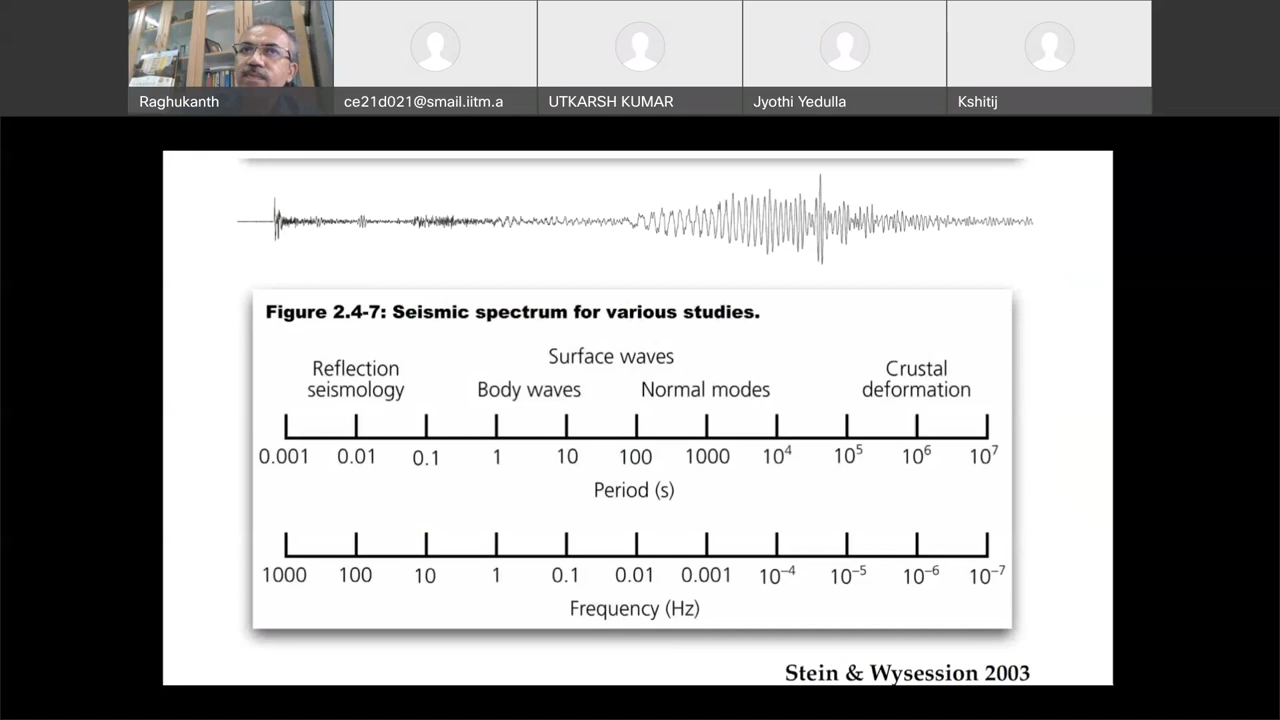 Raghukanth
ce21d021@smail.iitm.a
UTKARSH KUMAR
Jyothi Yedulla
Kshitij
Figure 2.4-7: Seismic spectrum for various studies.
Reflection
seismology
Surface waves
Body waves
Normal modes
Crustal
deformation
0.001 0.01 0.1 1 10 100 1000 10⁴ 10⁵ 10⁶ 10⁷
Period (s)
1000 100 10 1 0.1 0.01 0.001 10⁻⁴ 10⁻⁵ 10⁻⁶ 10⁻⁷
Frequency (Hz)
Stein & Wysession 2003